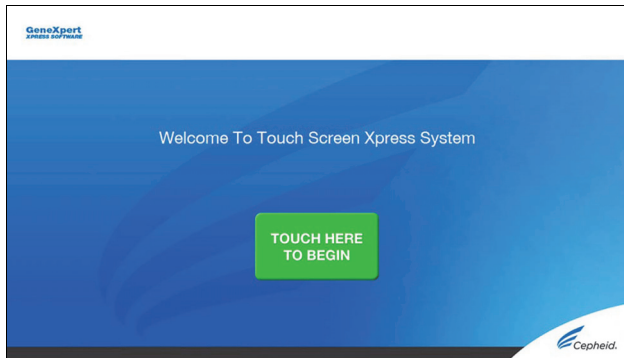 GeneXpert
XPRESS SOFTWARE
Welcome To Touch Screen Xpress System
TOUCH HERE
TO BEGIN
Cepheid.